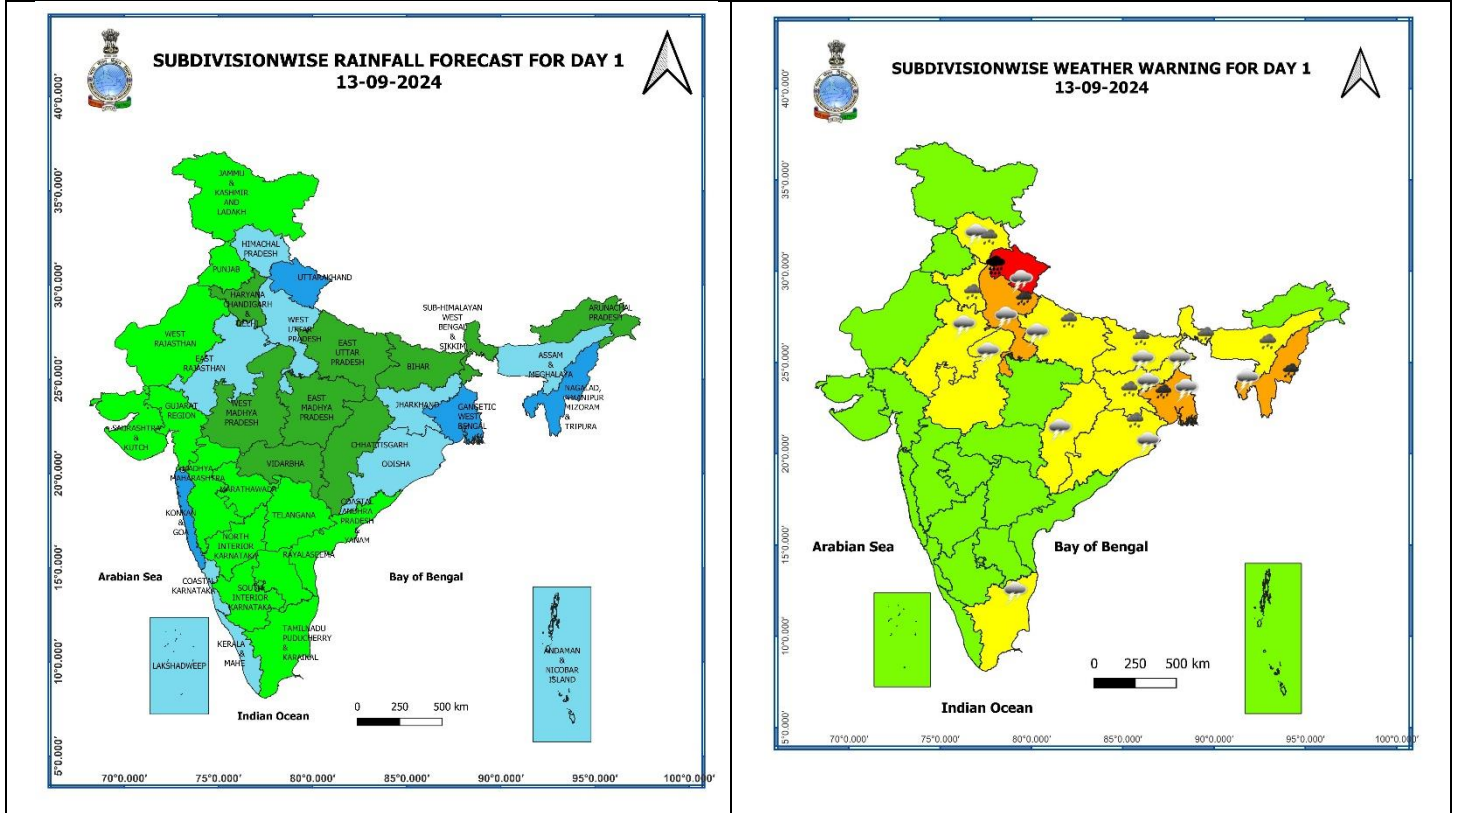 SUBDIVISIONWISE RAINFALL FORECAST FOR DAY 1
13-09-2024
40°0.000'
35°0.000'
30°0.000'
25°0.000'
20°0.000'
15°0.000'
10°0.000'
5°0.000'
JAMMU
&
KASHMIR
AND
LADAKH
HIMACHAL
PRADESH
PUNJAB
UTTARAKHAND
HARYANA
CHANDIGARH
&
DELHI
WEST
UTTAR
PRADESH
SUB-HIMALAYAN
WEST
BENGAL
&
SIKKIM
ARUNACHAL
PRADESH
WEST
RAJASTHAN
EAST
RAJASTHAN
EAST
UTTAR
PRADESH
BIHAR
ASSAM
&
MEGHALAYA
NAGALAD,
MANIPUR
MIZORAM
&
TRIPURA
GUJARAT
REGION
SAURASHTRA
&
KUTCH
WEST
MADHYA
PRADESH
EAST
MADHYA
PRADESH
JHARKHAND
GANGETIC
WEST
BENGAL
CHHATTISGARH
ODISHA
VIDARBHA
MADHYA
MAHARASHTRA
MARATHAWADA
KONKAN
&
GOA
TELANGANA
COASTAL
ANDHRA
PRADESH
&
YANAM
NORTH
INTERIOR
KARNATAKA
RAYALASEEMA
COASTAL
KARNATAKA
SOUTH
INTERIOR
KARNATAKA
TAMILNADU
PUDUCHERRY
&
KARAIKAL
KERALA
&
MAHE
LAKSHADWEEP
ANDAMAN
&
NICOBAR
ISLAND
Arabian Sea
Bay of Bengal
Indian Ocean
0 250 500 km
70°0.000' 75°0.000' 80°0.000' 85°0.000' 90°0.000' 95°0.000' 100°0.000'
SUBDIVISIONWISE WEATHER WARNING FOR DAY 1
13-09-2024
40°0.000'
35°0.000'
30°0.000'
25°0.000'
20°0.000'
15°0.000'
10°0.000'
5°0.000'
Arabian Sea
Bay of Bengal
Indian Ocean
0 250 500 km
70°0.000' 75°0.000' 80°0.000' 85°0.000' 90°0.000' 95°0.000' 100°0.000'